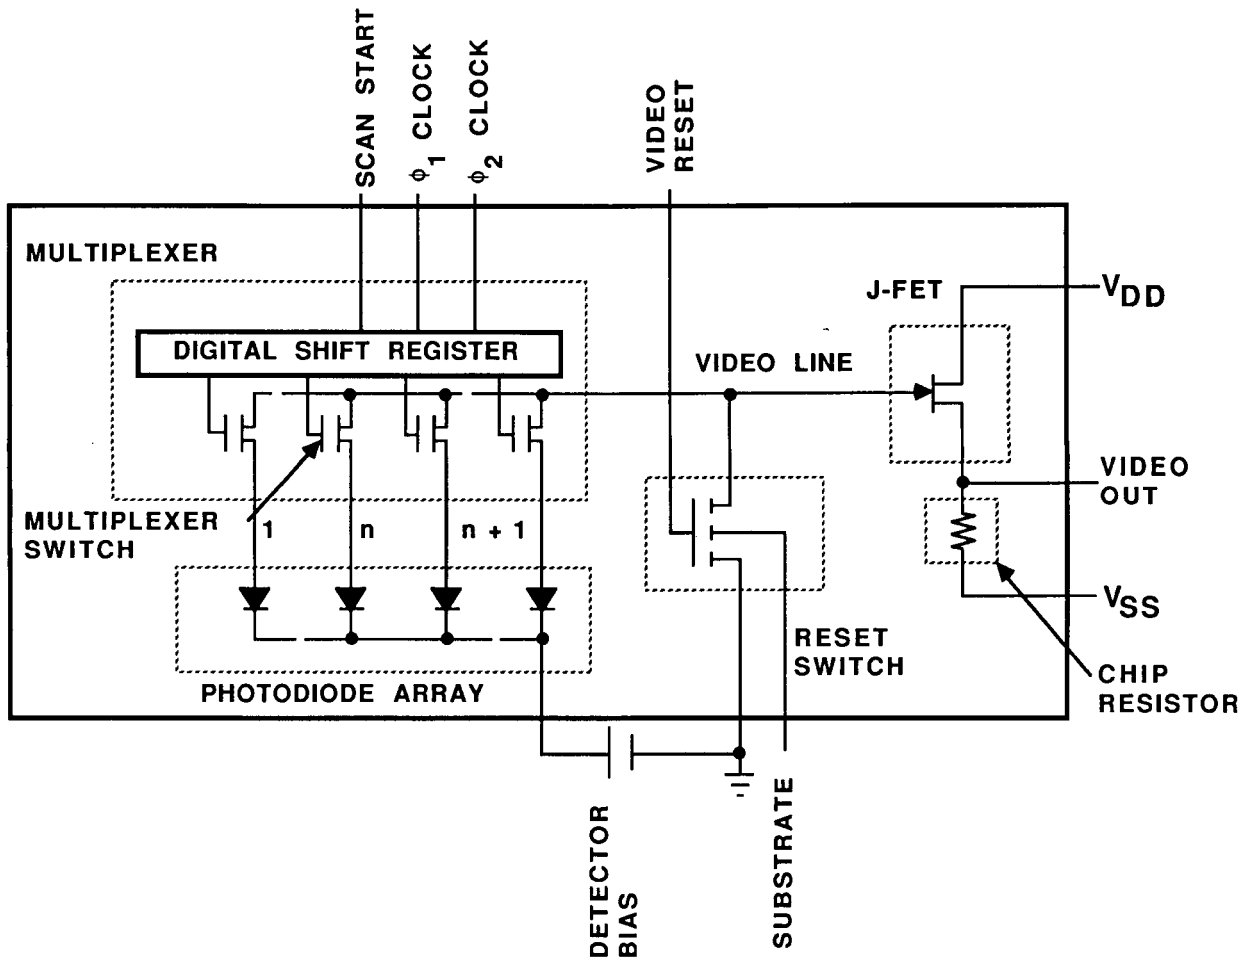 SCAN START
ϕ1 CLOCK
ϕ2 CLOCK
VIDEO
RESET
MULTIPLEXER
J-FET
VDD
DIGITAL SHIFT REGISTER
VIDEO LINE
VIDEO
OUT
MULTIPLEXER
SWITCH
1
n
n + 1
VSS
RESET
SWITCH
PHOTODIODE ARRAY
CHIP
RESISTOR
DETECTOR
BIAS
SUBSTRATE